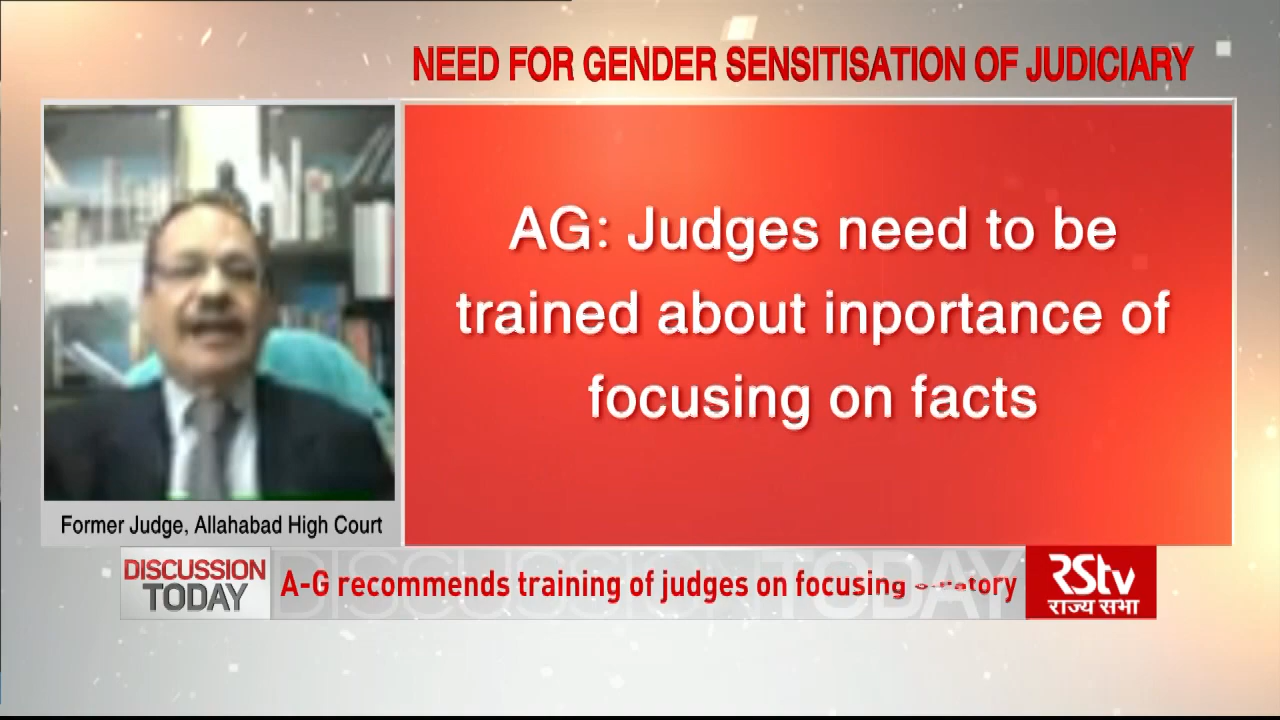 NEED FOR GENDER SENSITISATION OF JUDICIARY
AG: Judges need to be
trained about inportance of
focusing on facts
Former Judge, Allahabad High Court
DISCUSSION
TODAY
A-G recommends training of judges on focusing
RSTV
राज्य सभा